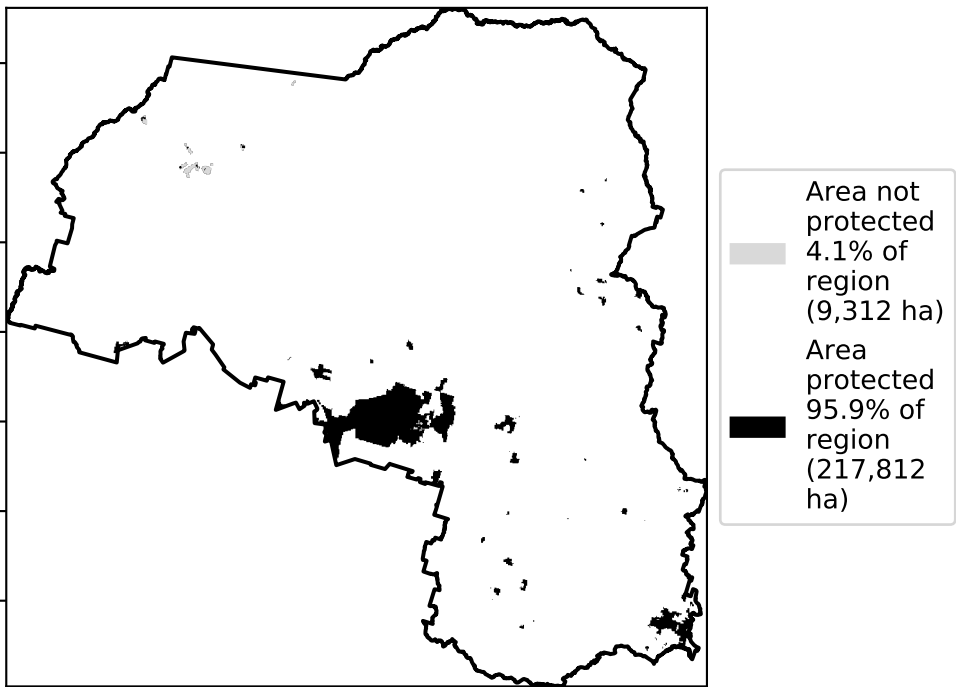 Area not
protected
4.1% of
region
(9,312 ha)
Area
protected
95.9% of
region
(217,812
ha)